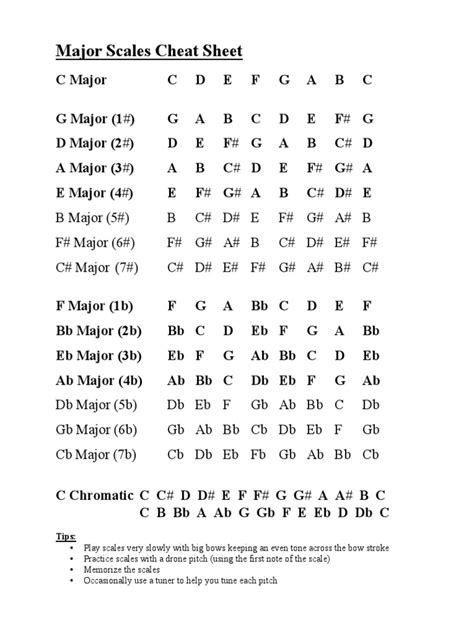 Major Scales Cheat Sheet
C Major C D E F G A B C
G Major (1#) G A B C D E F# G
D Major (2#) D E F# G A B C# D
A Major (3#) A B C# D E F# G# A
E Major (4#) E F# G# A B C# D# E
B Major (5#) B C# D# E F# G# A# B
F# Major (6#) F# G# A# B C# D# E# F#
C# Major (7#) C# D# E# F# G# A# B# C#
F Major (1b) F G A Bb C D E F
Bb Major (2b) Bb C D Eb F G A Bb
Eb Major (3b) Eb F G Ab Bb C D Eb
Ab Major (4b) Ab Bb C Db Eb F G Ab
Db Major (5b) Db Eb F Gb Ab Bb C Db
Gb Major (6b) Gb Ab Bb Cb Db Eb F Gb
Cb Major (7b) Cb Db Eb Fb Gb Ab Bb Cb
C Chromatic C C# D D# E F F# G G# A A# B C
C B Bb A Ab G Gb F E Eb D Db C
Tips:
• Play scales very slowly with big bows keeping an even tone across the bow stroke
• Practice scales with a drone pitch (using the first note of the scale)
• Memorize the scales
• Occasionally use a tuner to help you tune each pitch